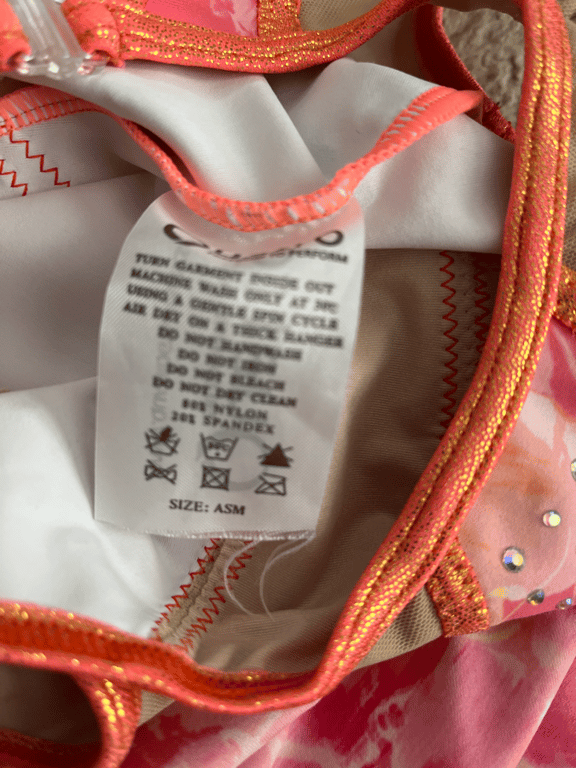 PERFORM
TURN GARMENT INSIDE OUT
MACHINE WASH ONLY AT 30C
USING A GENTLE SPIN CYCLE
AIR DRY ON A THICK HANGER
DO NOT HANDWASH
DO NOT IRON
DO NOT BLEACH
DO NOT DRY CLEAN
80% NYLON
20% SPANDEX
SIZE: ASM